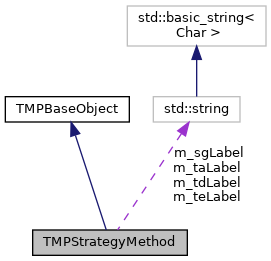 std::basic_string<
Char >
TMPBaseObject
std::string
m_sgLabel
m_taLabel
m_tdLabel
m_teLabel
TMPStrategyMethod